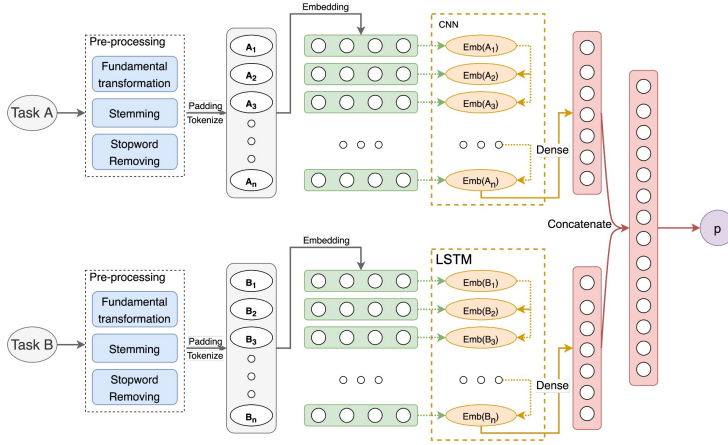 Embedding
CNN
Pre-processing
Fundamental
transformation
Stemming
Stopword
Removing
Task A
Padding
Tokenize
A1
A2
A3
An
Emb(A1)
Emb(A2)
Emb(A3)
Emb(An)
Dense
Concatenate
p
Embedding
LSTM
Pre-processing
Fundamental
transformation
Stemming
Stopword
Removing
Task B
Padding
Tokenize
B1
B2
B3
Bn
Emb(B1)
Emb(B2)
Emb(B3)
Emb(Bn)
Dense